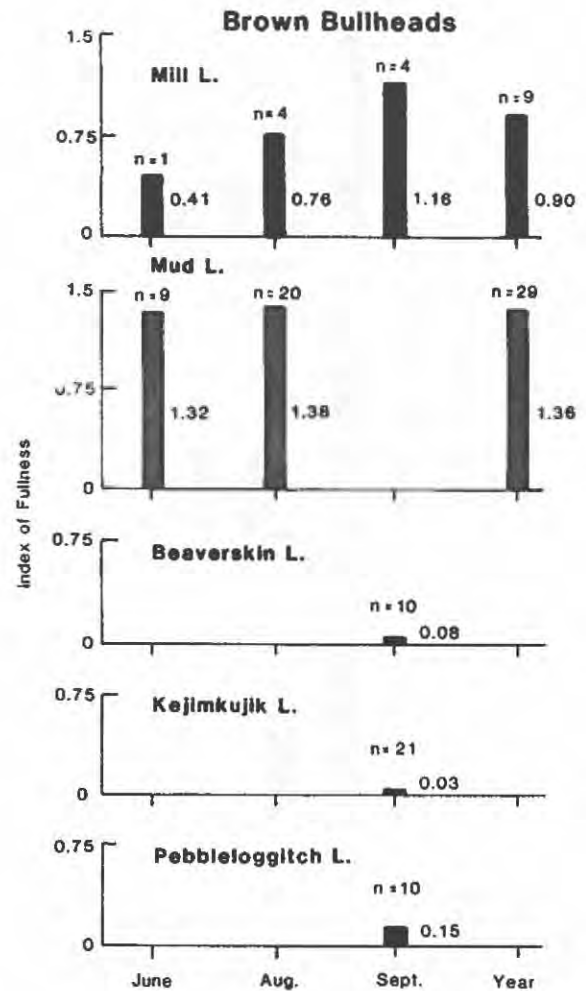 Brown Bullheads
1.5
Mill L.
n=4
n=4
n=9
0.75
n=1
0.41
0.76
1.16
0.90
0
Mud L.
1.5
n=9
n=20
n=29
0.75
1.32
1.38
1.36
0
Index of Fullness
0.75
Beaverskin L.
n=10
0.08
0
0.75
Kejimkujik L.
n=21
0.03
0
0.75
Pebbleloggitch L.
n=10
0.15
0
June Aug. Sept. Year